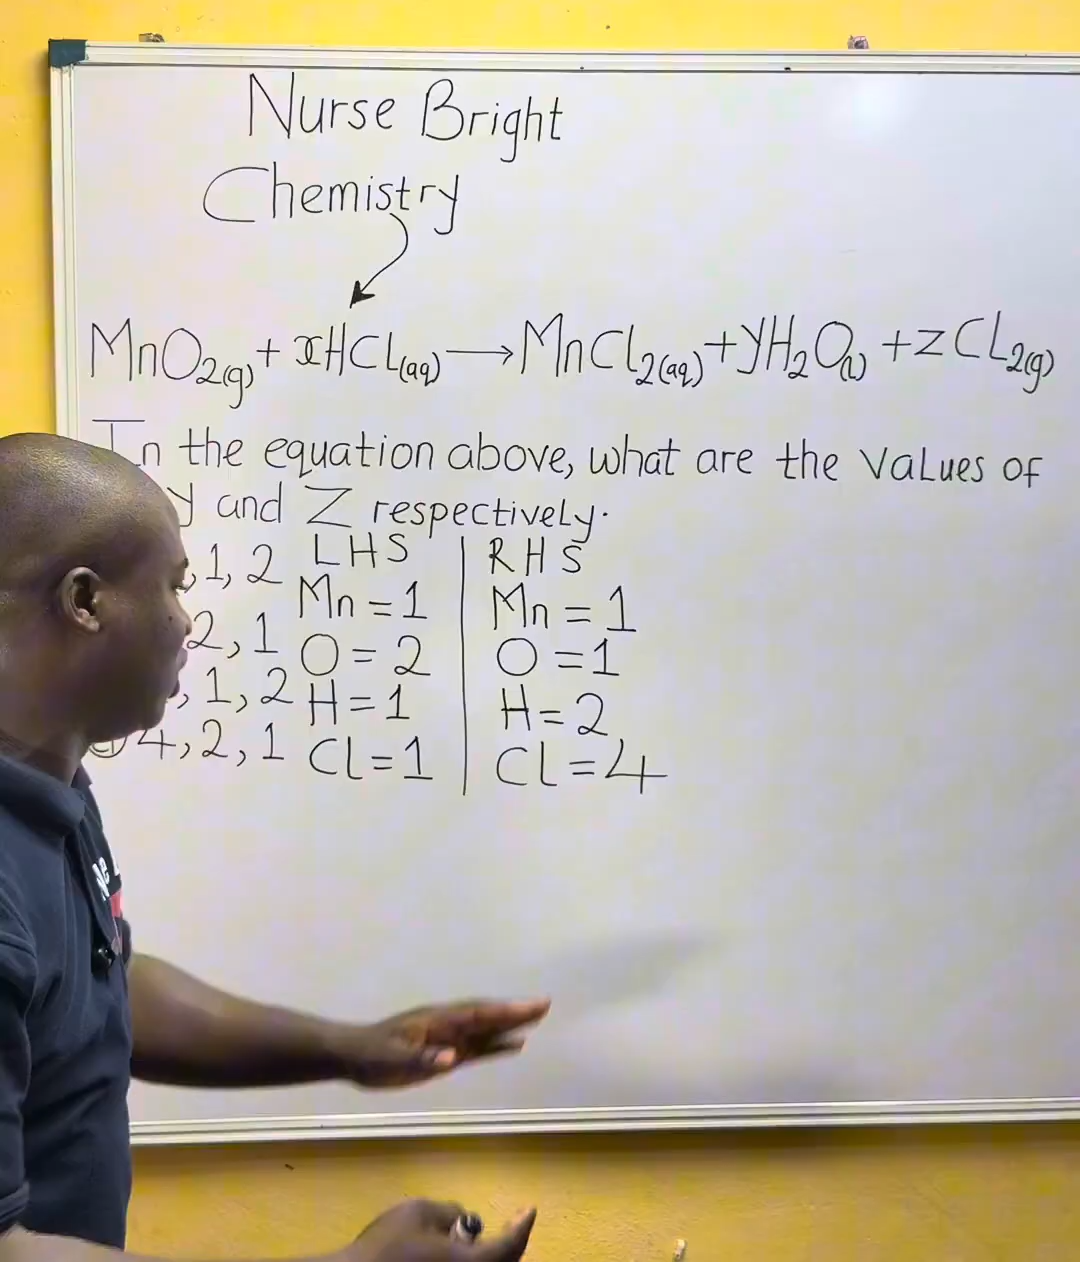 Nurse Bright
Chemistry
MnO₂(g) + xHCl(aq) → MnCl₂(aq) + yH₂O(l) + zCl₂(g)
In the equation above, what are the values of
y and Z respectively.
, 1, 2
2, 1
, 1, 2
4, 2, 1
LHS
Mn = 1
O = 2
H = 1
Cl = 1
RHS
Mn = 1
O = 1
H = 2
Cl = 4